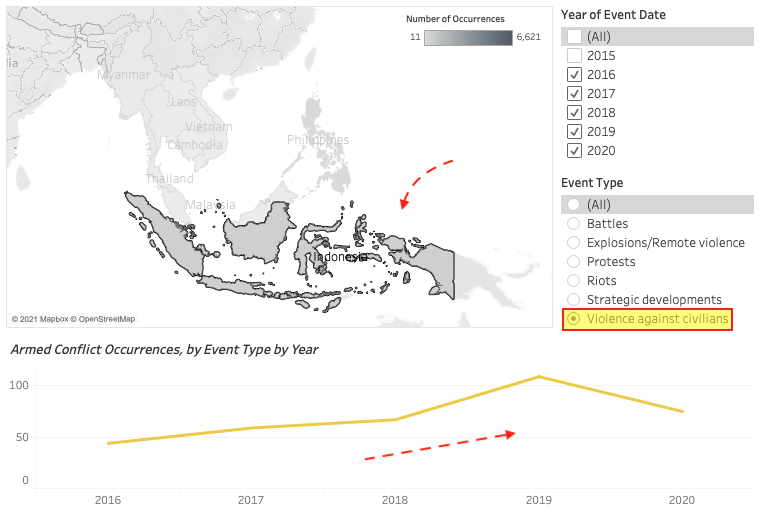 Number of Occurrences
11 6,621
ia
Myanmar
Laos
Vietnam
Cambodia
Philippines
Thailand
Malaysia
Indonesia
© 2021 Mapbox © OpenStreetMap
Year of Event Date
(All)
2015
2016
2017
2018
2019
2020
Event Type
(All)
Battles
Explosions/Remote violence
Protests
Riots
Strategic developments
Violence against civilians
Armed Conflict Occurrences, by Event Type by Year
100
50
0
2016 2017 2018 2019 2020